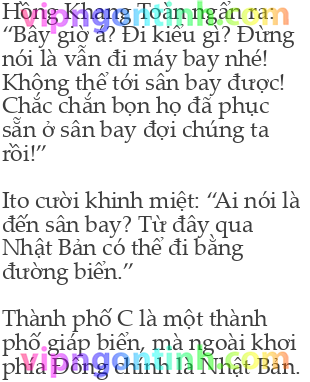 Hồng Khang Toàn ngẩn ra:
“Bây giờ á? Đi kiểu gì? Đừng
nói là vẫn đi máy bay nhé!
Không thể tới sân bay được!
Chắc chắn bọn họ đã phục
sẵn ở sân bay đợi chúng ta
rồi!”
Ito cười khinh miệt: “Ai nói là
đến sân bay? Từ đây qua
Nhật Bản có thể đi bằng
đường biển.”
Thành phố C là một thành
phố giáp biển, mà ngoài khơi
phía Đông chính là Nhật Bản.
vipngontinh.com
vipngontinh.com